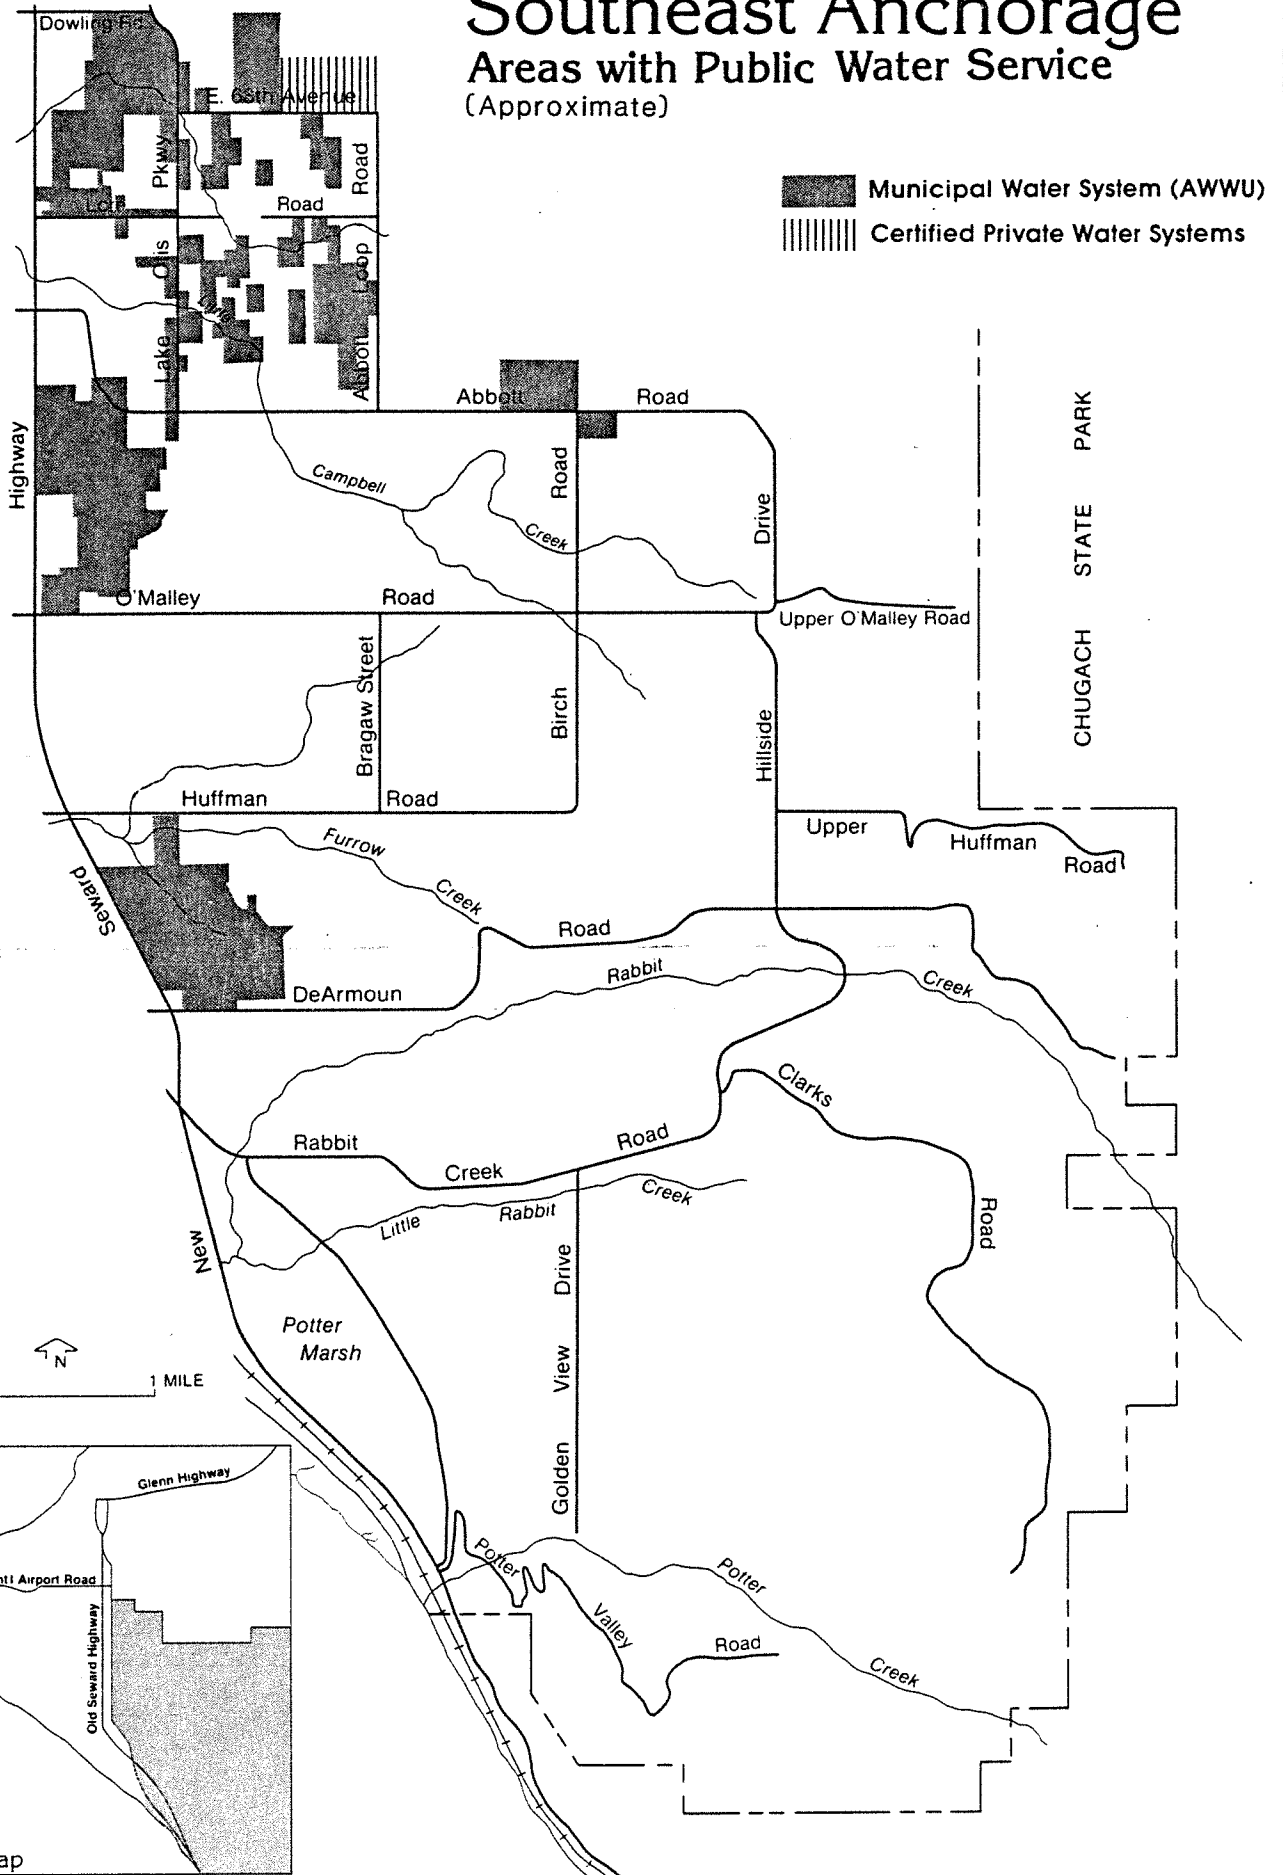 Southeast Anchorage
Areas with Public Water Service
(Approximate)
Municipal Water System (AWWU)
Certified Private Water Systems
Dowling Rd.
E. 68th Avenue
Pkwy
Road
Road
Otis
Loop
Lake
Abbott
Abbott
Road
Highway
Campbell
Creek
Road
Drive
PARK
STATE
CHUGACH
O'Malley
Road
Upper O'Malley Road
Bragaw Street
Birch
Hillside
Huffman
Road
Upper
Huffman
Road
Furrow
Creek
Seward
Road
DeArmoun
Rabbit
Creek
Clarks
Road
Rabbit
Creek
Road
Little
Rabbit
Creek
New
Drive
View
Golden
Potter
Marsh
N
1 MILE
Glenn Highway
Airport Road
Old Seward Highway
Potter
Valley
Road
Potter
Creek
ap